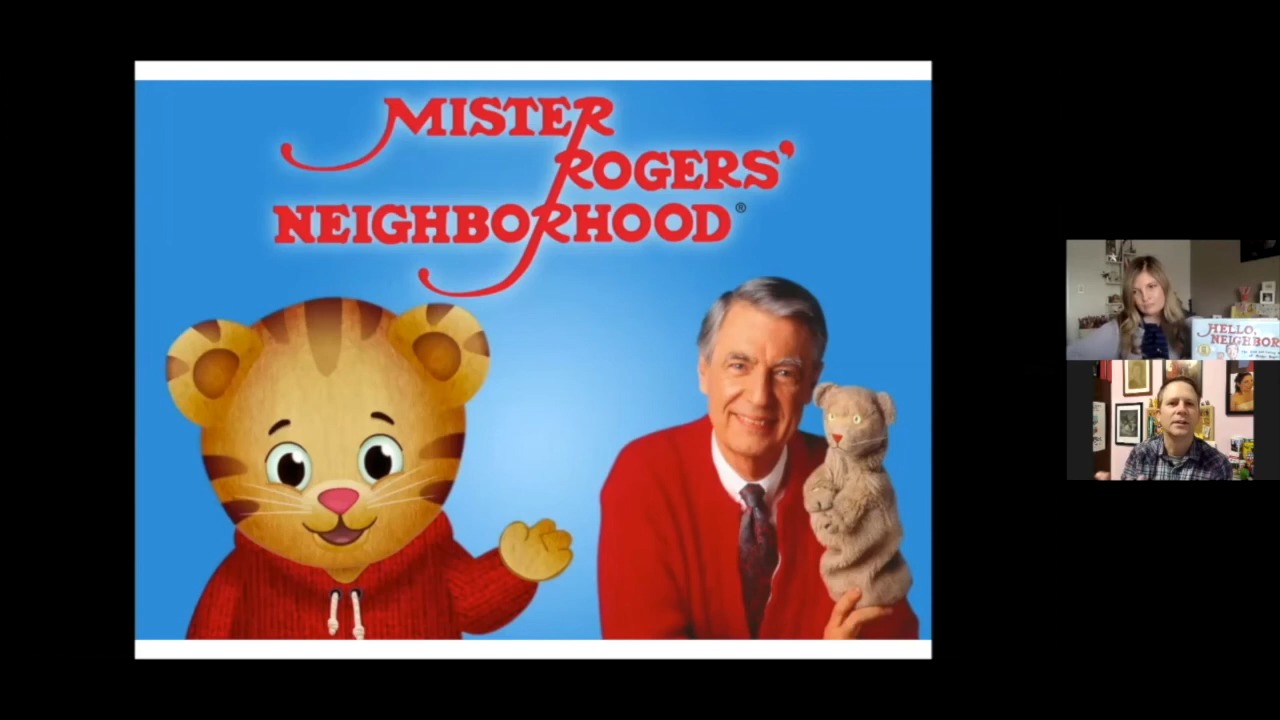 MISTER
ROGERS'
NEIGHBORHOOD®
HELLO,
NEIGHBOR